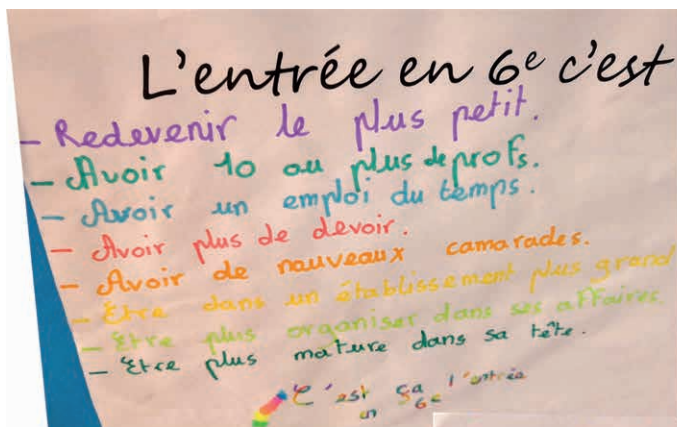 L'entrée en 6e c'est
- Redevenir le plus petit.
- Avoir 10 ou plus de profs.
- Avoir un emploi du temps.
- Avoir plus de devoir.
- Avoir de nauveaux camarades.
- Etre dans un établissement plus grand
- Etre plus organiser dans ses affaires.
- Etre plus mature dans sa tête.
C'est Sa l'entrée
en 6e